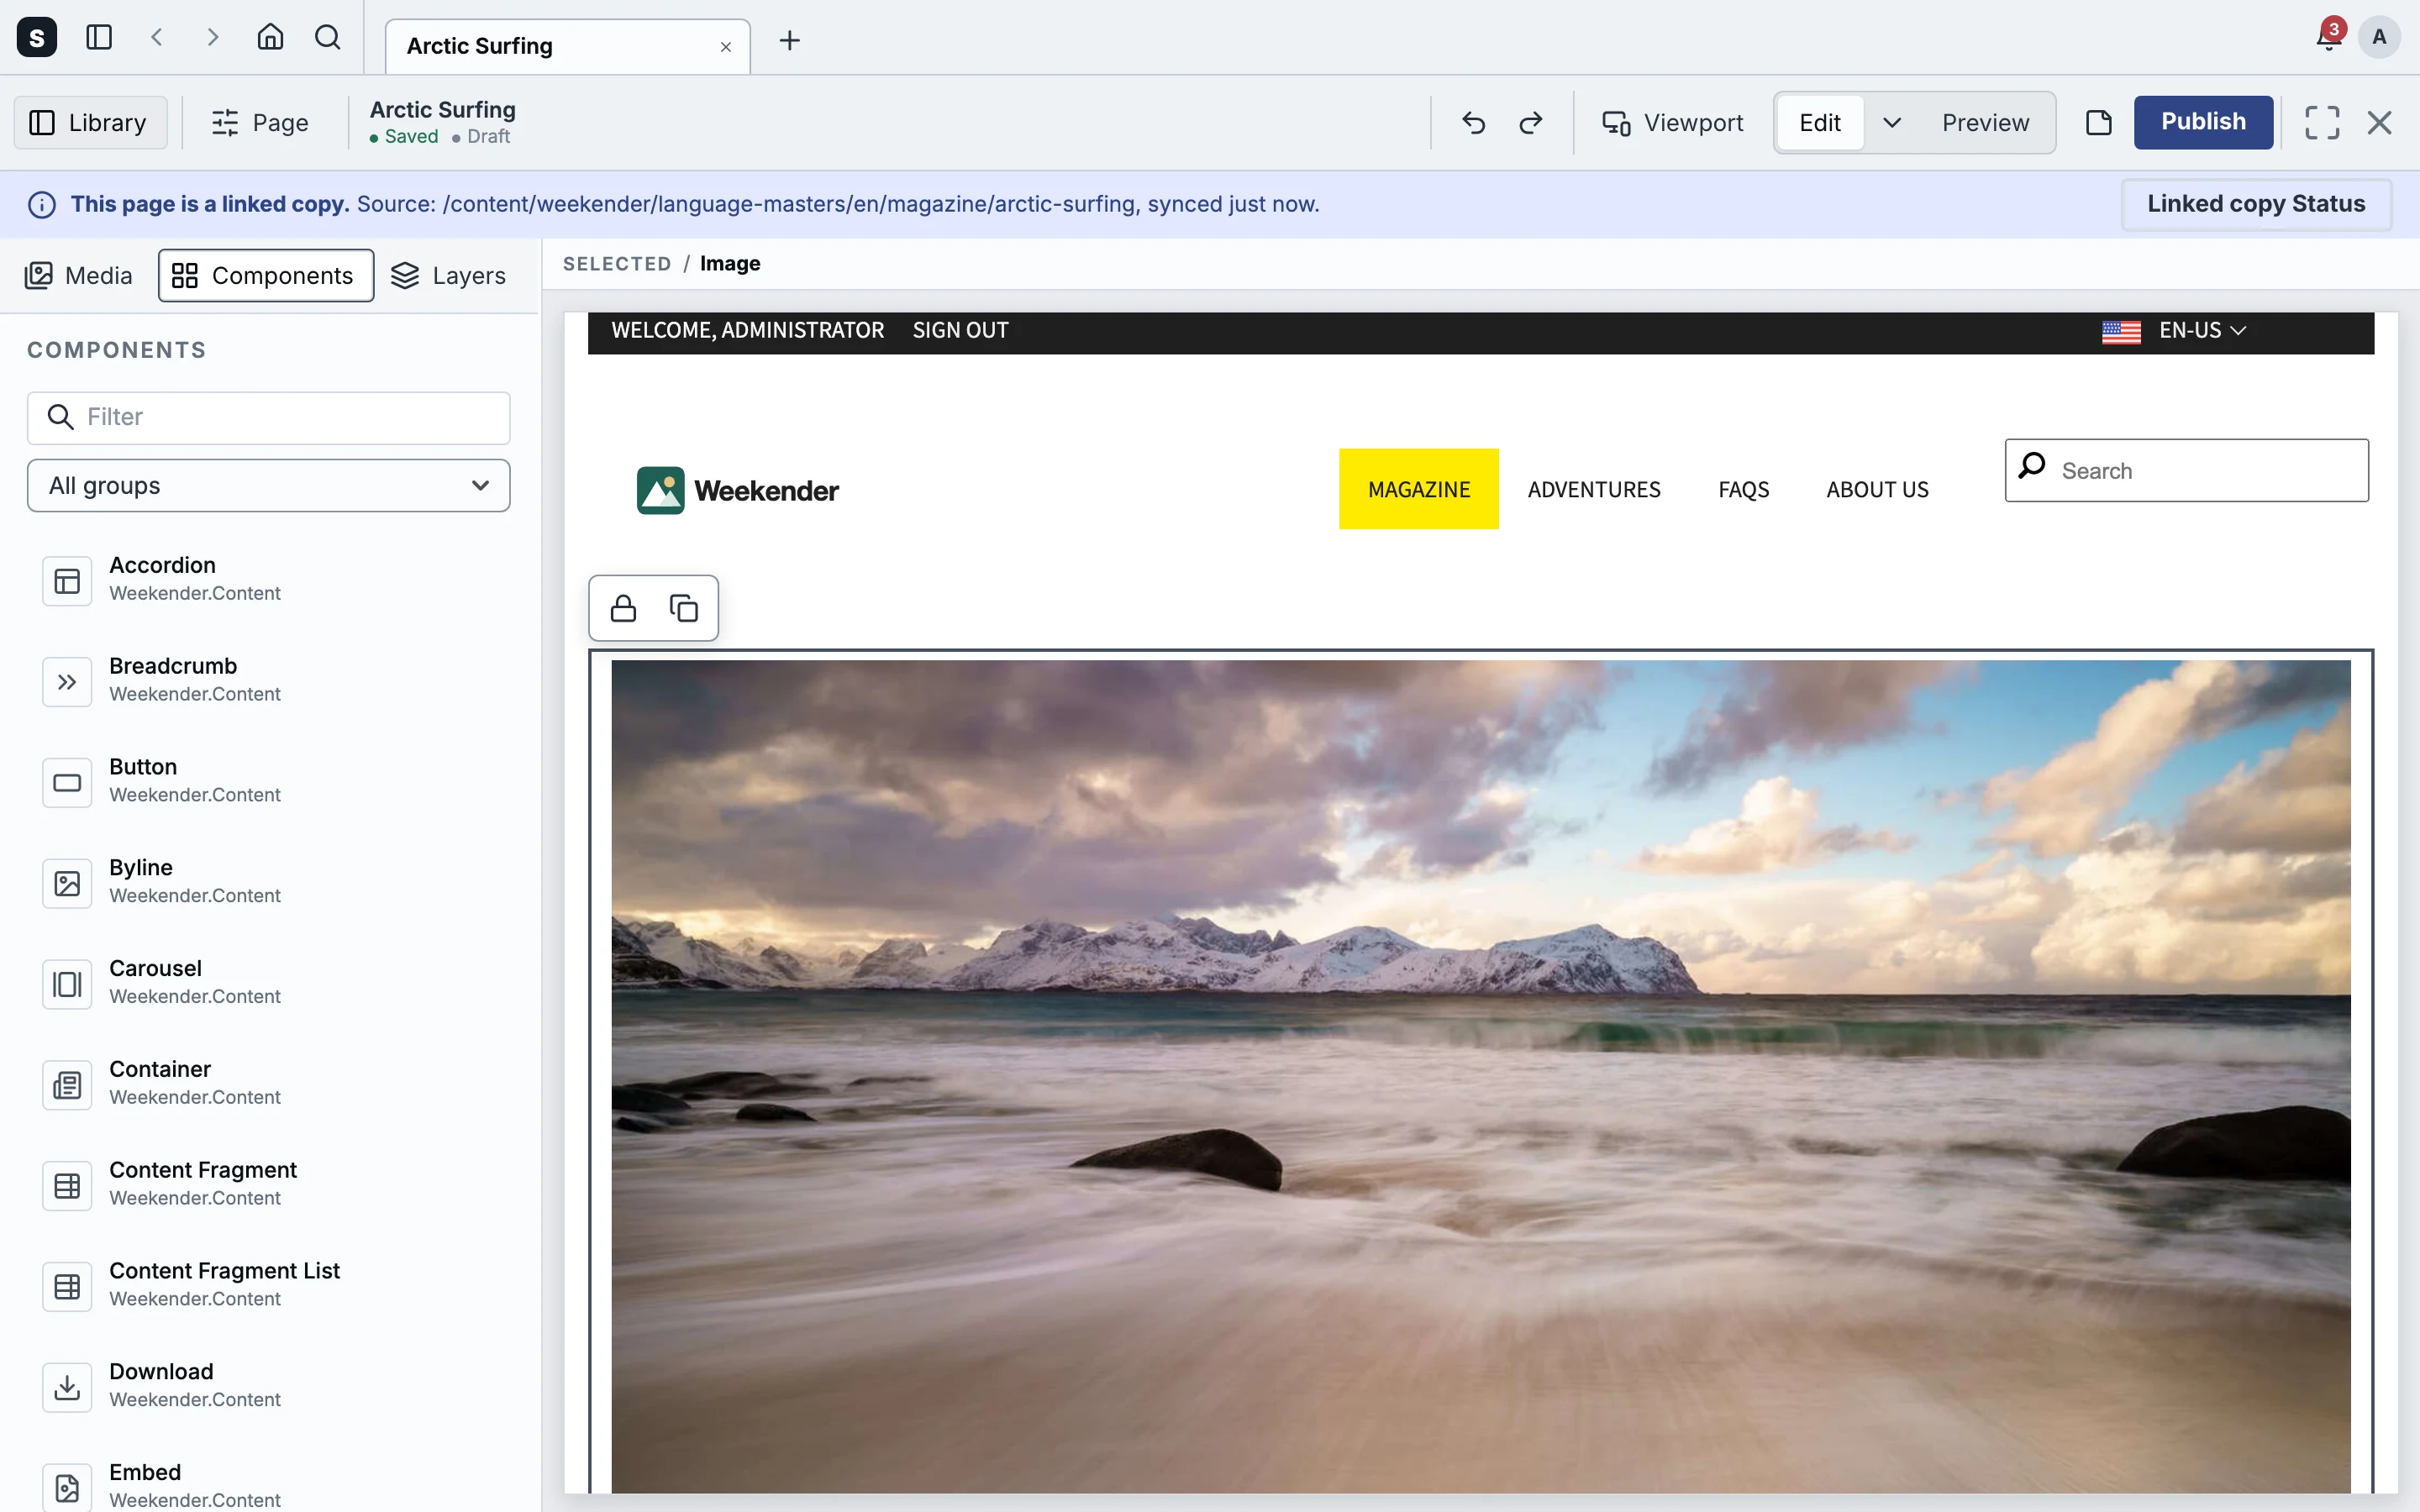 S
Arctic Surfing
3
A
Library
Page
Arctic Surfing
Saved Draft
Viewport
Edit
Preview
Publish
This page is a linked copy. Source: /content/weekender/language-masters/en/magazine/arctic-surfing, synced just now.
Linked copy Status
Media
Components
Layers
SELECTED / Image
COMPONENTS
Filter
All groups
Accordion
Weekender.Content
Breadcrumb
Weekender.Content
Button
Weekender.Content
Byline
Weekender.Content
Carousel
Weekender.Content
Container
Weekender.Content
Content Fragment
Weekender.Content
Content Fragment List
Weekender.Content
Download
Weekender.Content
Embed
Weekender.Content
WELCOME, ADMINISTRATOR SIGN OUT
EN-US
Weekender
MAGAZINE
ADVENTURES
FAQS
ABOUT US
Search